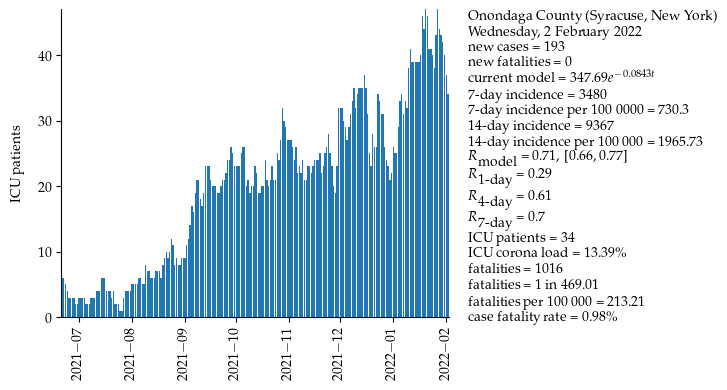 Onondaga County (Syracuse, New York)
Wednesday, 2 February 2022
new cases = 193
new fatalities = 0
current model = 347.69e^{−0.0843t}
7-day incidence = 3480
7-day incidence per 100 0000 = 730.3
14-day incidence = 9367
14-day incidence per 100 000 = 1965.73
R_model = 0.71, [0.66, 0.77]
R_1-day = 0.29
R_4-day = 0.61
R_7-day = 0.7
ICU patients = 34
ICU corona load = 13.39%
fatalities = 1016
fatalities = 1 in 469.01
fatalities per 100 000 = 213.21
case fatality rate = 0.98%
ICU patients
40
30
20
10
0
2021−07
2021−08
2021−09
2021−10
2021−11
2021−12
2022−01
2022−02